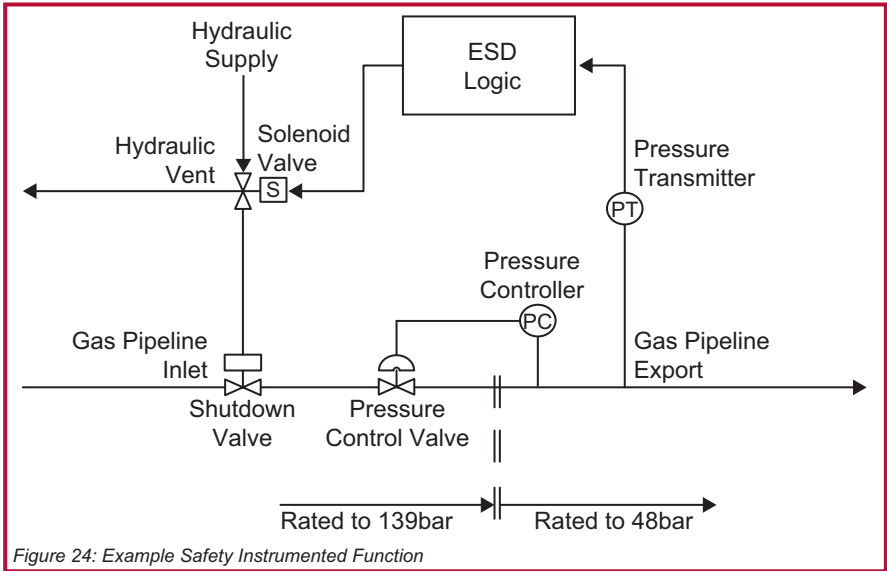 Hydraulic
Supply
ESD
Logic
Hydraulic
Vent
Solenoid
Valve
S
Pressure
Transmitter
PT
Pressure
Controller
PC
Gas Pipeline
Inlet
Gas Pipeline
Export
Shutdown
Valve
Pressure
Control Valve
Rated to 139bar
Rated to 48bar
Figure 24: Example Safety Instrumented Function